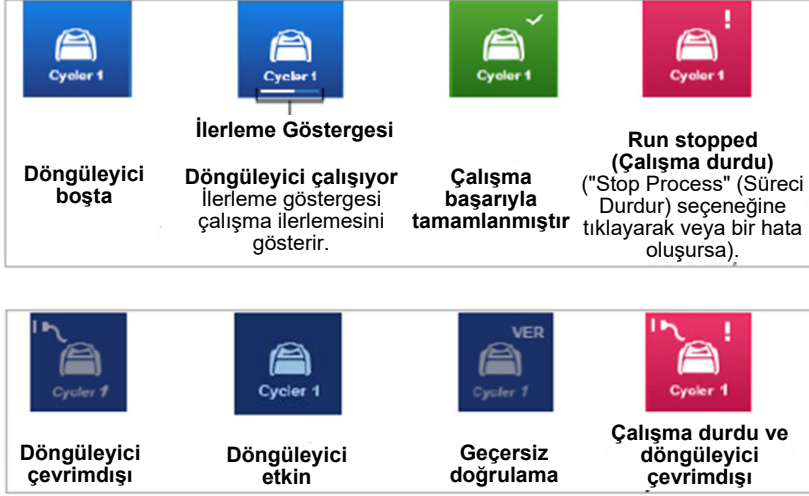 Cycler 1
Cycler 1
Cycler 1
!
Cycler 1
İlerleme Göstergesi
Döngüleyici
boşta
Döngüleyici çalışıyor
İlerleme göstergesi
çalışma ilerlemesini
gösterir.
Çalışma
başarıyla
tamamlanmıştır
Run stopped
(Çalışma durdu)
("Stop Process" (Süreci
Durdur) seçeneğine
tıklayarak veya bir hata
oluşursa).
Cycler 1
Cycler 1
VER
Cycler 1
!
Cycler 1
Döngüleyici
çevrimdışı
Döngüleyici
etkin
Geçersiz
doğrulama
Çalışma durdu ve
döngüleyici
çevrimdışı